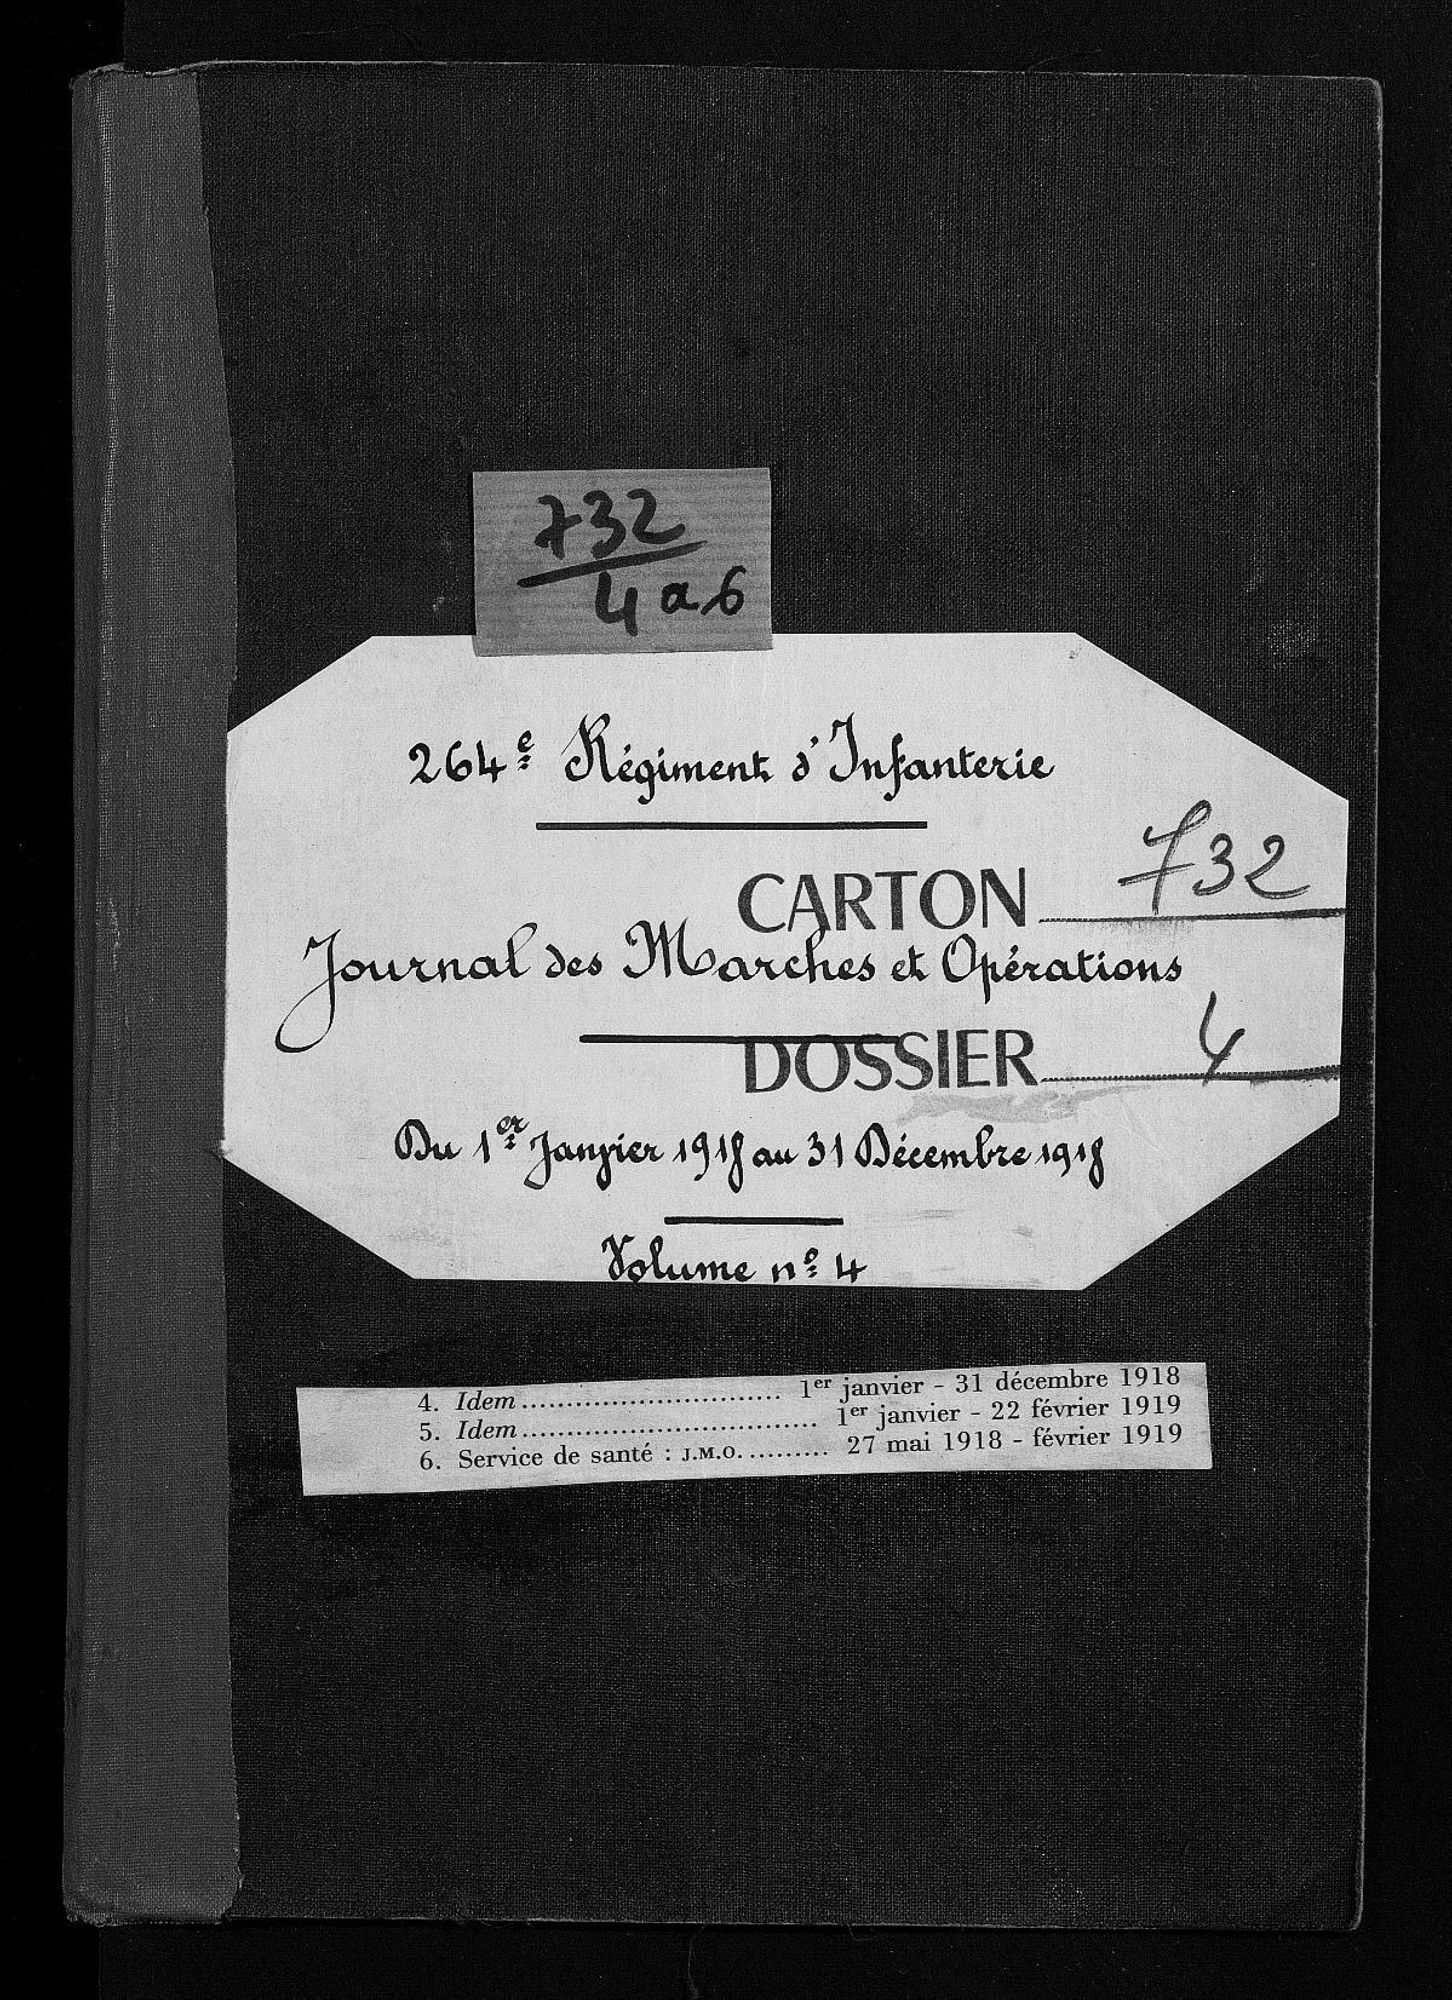 732
4 a 6
264e Régiment d'Infanterie
CARTON 732
Journal des Marches et Opérations
DOSSIER 4
Du 1er Janvier 1918 au 31 Décembre 1918
Volume nº 4
4. Idem ............................ 1er janvier - 31 décembre 1918
5. Idem ................................ 1er janvier - 22 février 1919
6. Service de santé : J.M.O. .......... 27 mai 1918 - février 1919